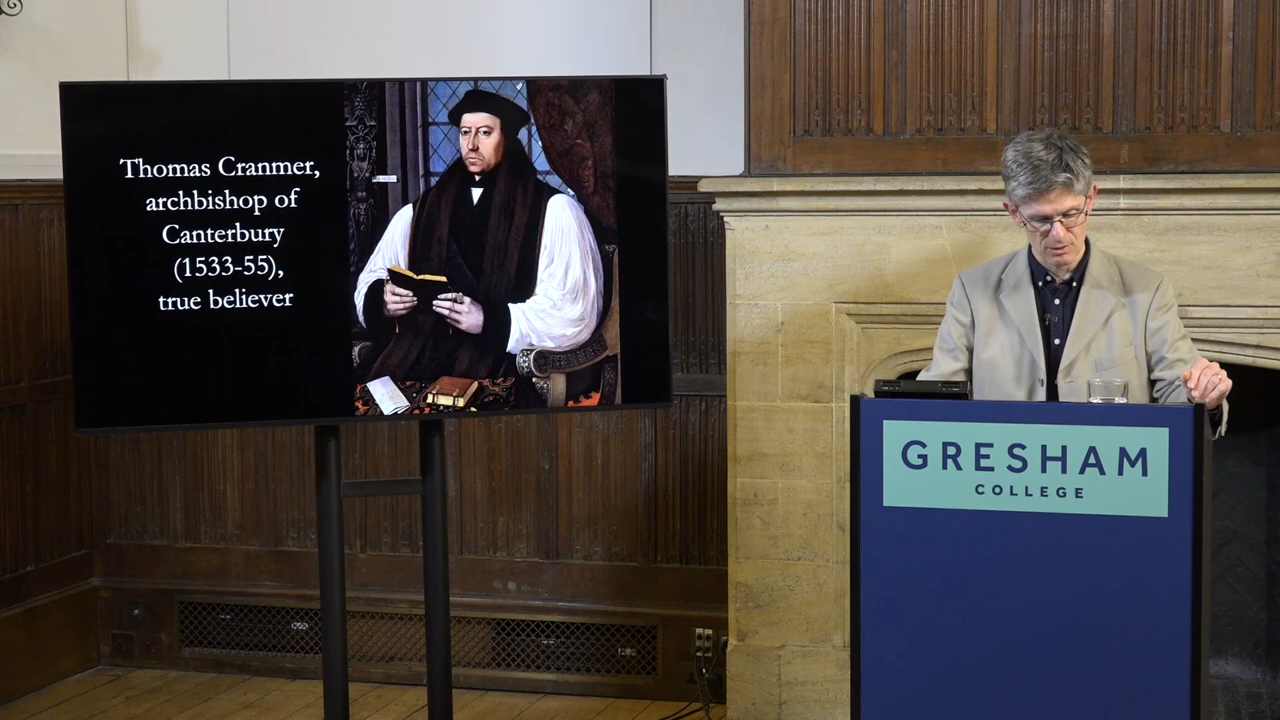 Thomas Cranmer,
archbishop of
Canterbury
(1533-55),
true believer
GRESHAM
COLLEGE